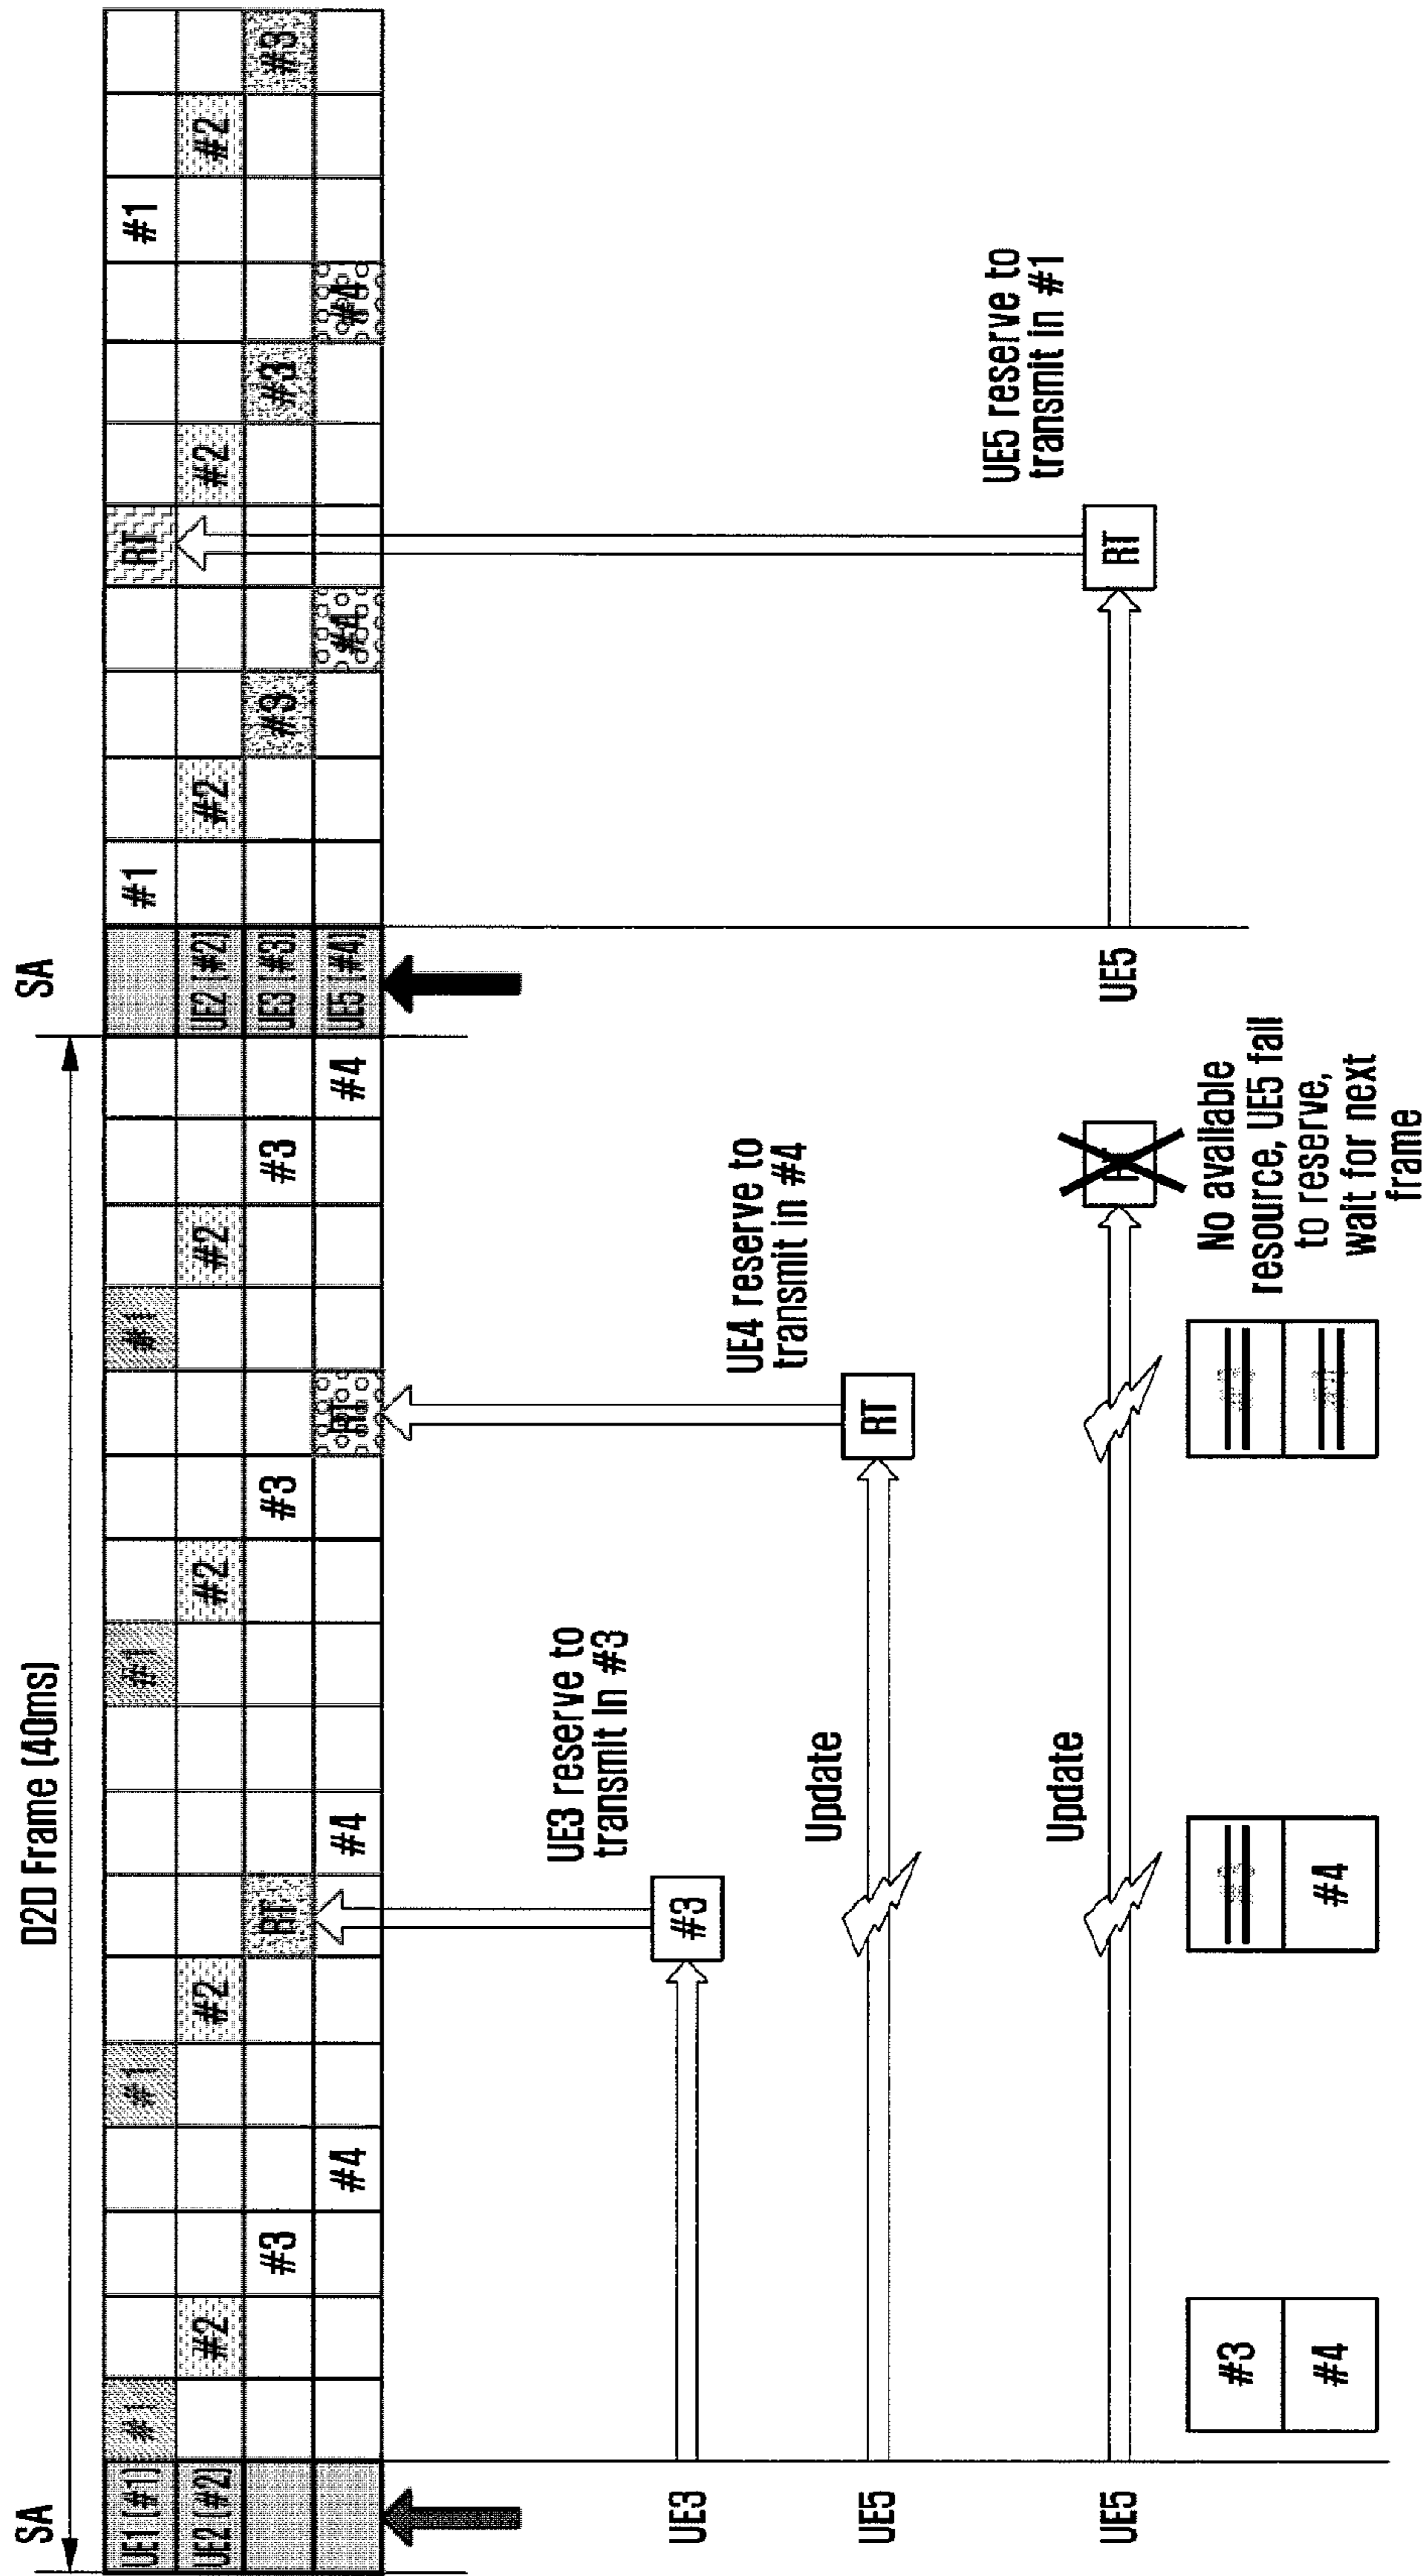 D2D Frame (40ms)
SA
SA
UE1 (#1) #1 #1 #1 #1 #1 RT #1
UE2 (#2) #2 #2 #2 #2 UE2 (#2) #2 #2 #2
#3 RT #3 #3 UE3 (#3) #3 #3 #3
#4 #4 RT #4 UE5 (#4) #4 #4
UE3 reserve to
transmit In #3
UE3
#3
UE4 reserve to
transmit in #4
Update
UE5
RT
UE5 reserve to
transmit in #1
Update
UE5
UE5
RT
No available
resource, UE5 fail
to reserve,
wait for next
frame
#3
#4
#4